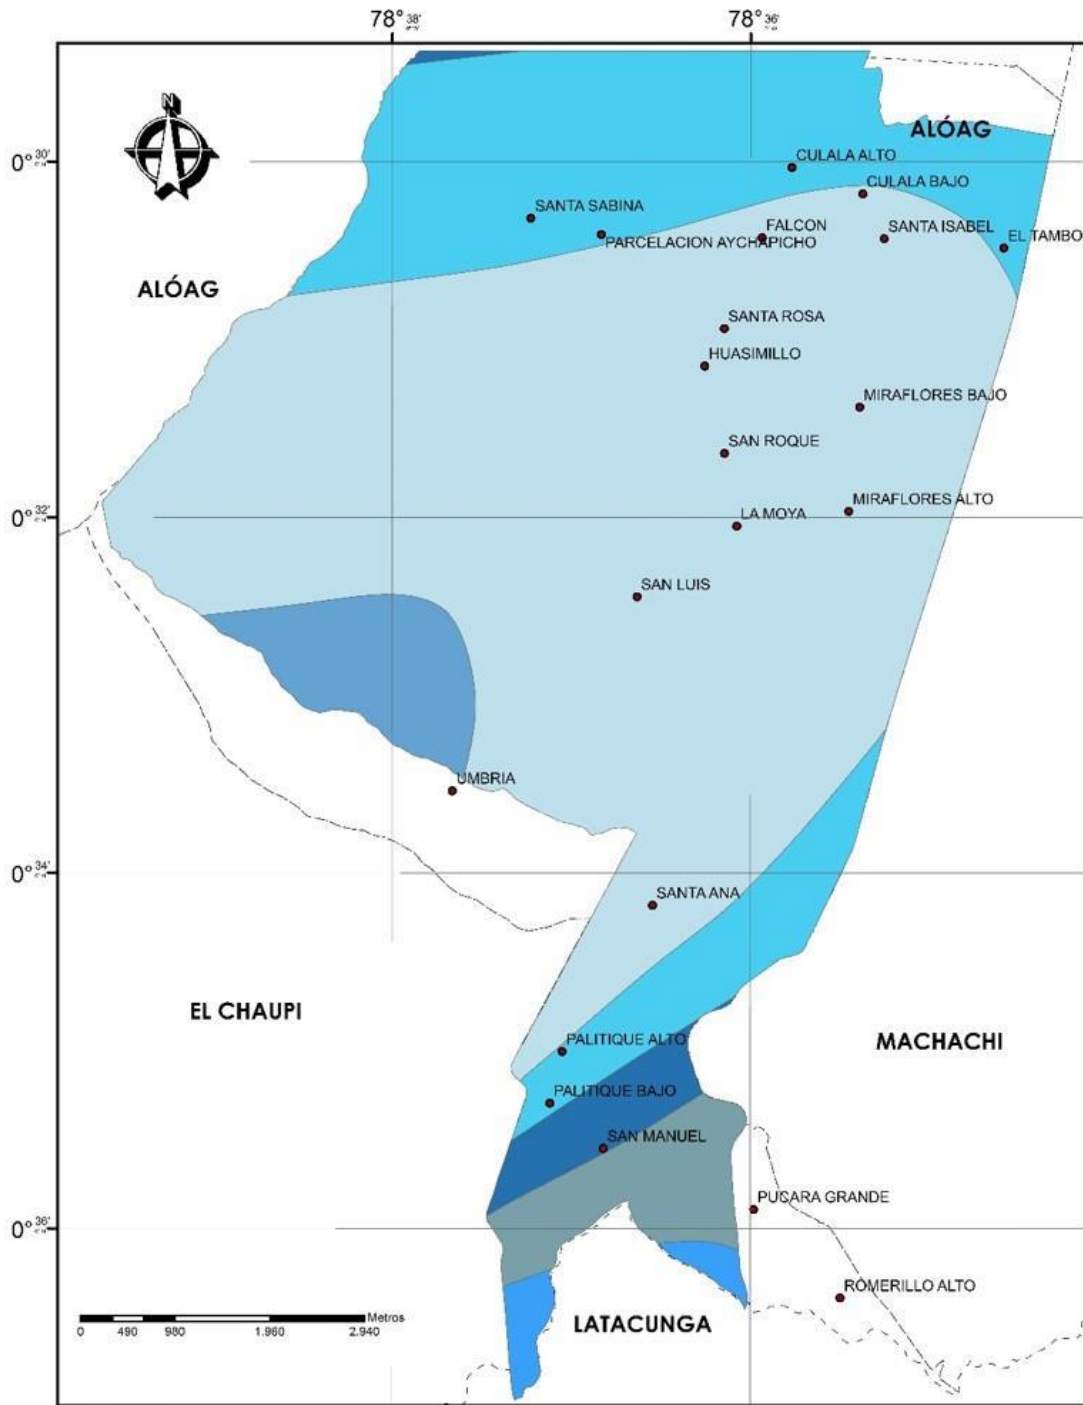 78° 38'
78° 36'
N
ALÓAG
0° 30'
CULALA ALTO
CULALA BAJO
SANTA SABINA
FALCON
SANTA ISABEL
PARCELACION AYCHAPICHO
EL TAMBO
ALÓAG
SANTA ROSA
HUASIMILLO
MIRAFLORES BAJO
SAN ROQUE
MIRAFLORES ALTO
0° 32'
LA MOYA
SAN LUIS
UMBRIA
0° 34'
SANTA ANA
EL CHAUPI
MACHACHI
PALITIQUE ALTO
PALITIQUE BAJO
SAN MANUEL
PUCARA GRANDE
0° 36'
ROMERILLO ALTO
Metros
0 490 980 1.960 2.940
LATACUNGA